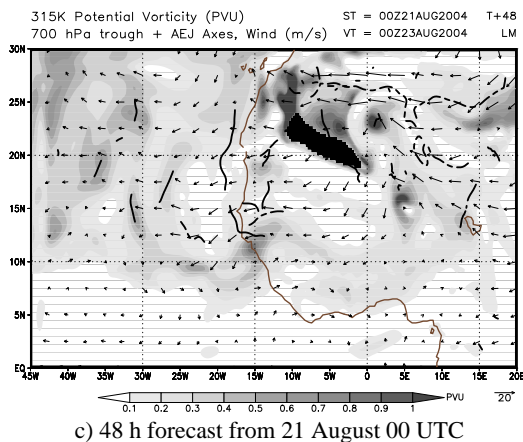 315K Potential Vorticity (PVU) ST = 00Z21AUG2004 T+48
700 hPa trough + AEJ Axes, Wind (m/s) VT = 00Z23AUG2004 LM
30N
25N
20N
15N
10N
5N
EQ
45W 40W 35W 30W 25W 20W 15W 10W 5W 0 5E 10E 15E 20E
PVU 20
0.1 0.2 0.3 0.4 0.5 0.6 0.7 0.8 0.9 1
c) 48 h forecast from 21 August 00 UTC